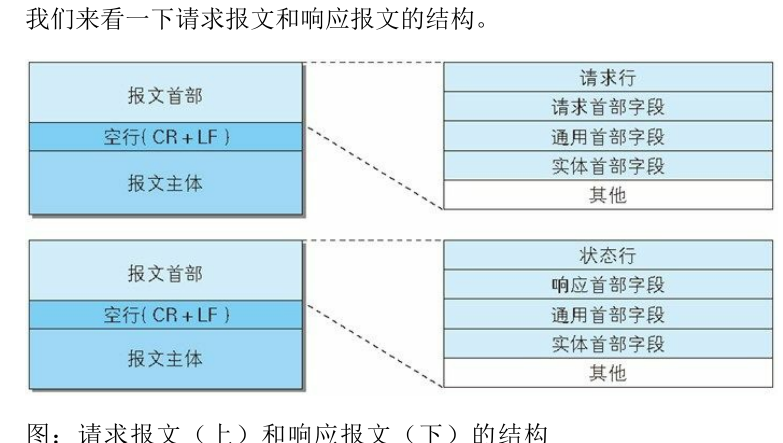 我们来看一下请求报文和响应报文的结构。
报文首部
空行(CR+LF)
报文主体
请求行
请求首部字段
通用首部字段
实体首部字段
其他
报文首部
空行(CR+LF)
报文主体
状态行
响应首部字段
通用首部字段
实体首部字段
其他
图：请求报文（上）和响应报文（下）的结构